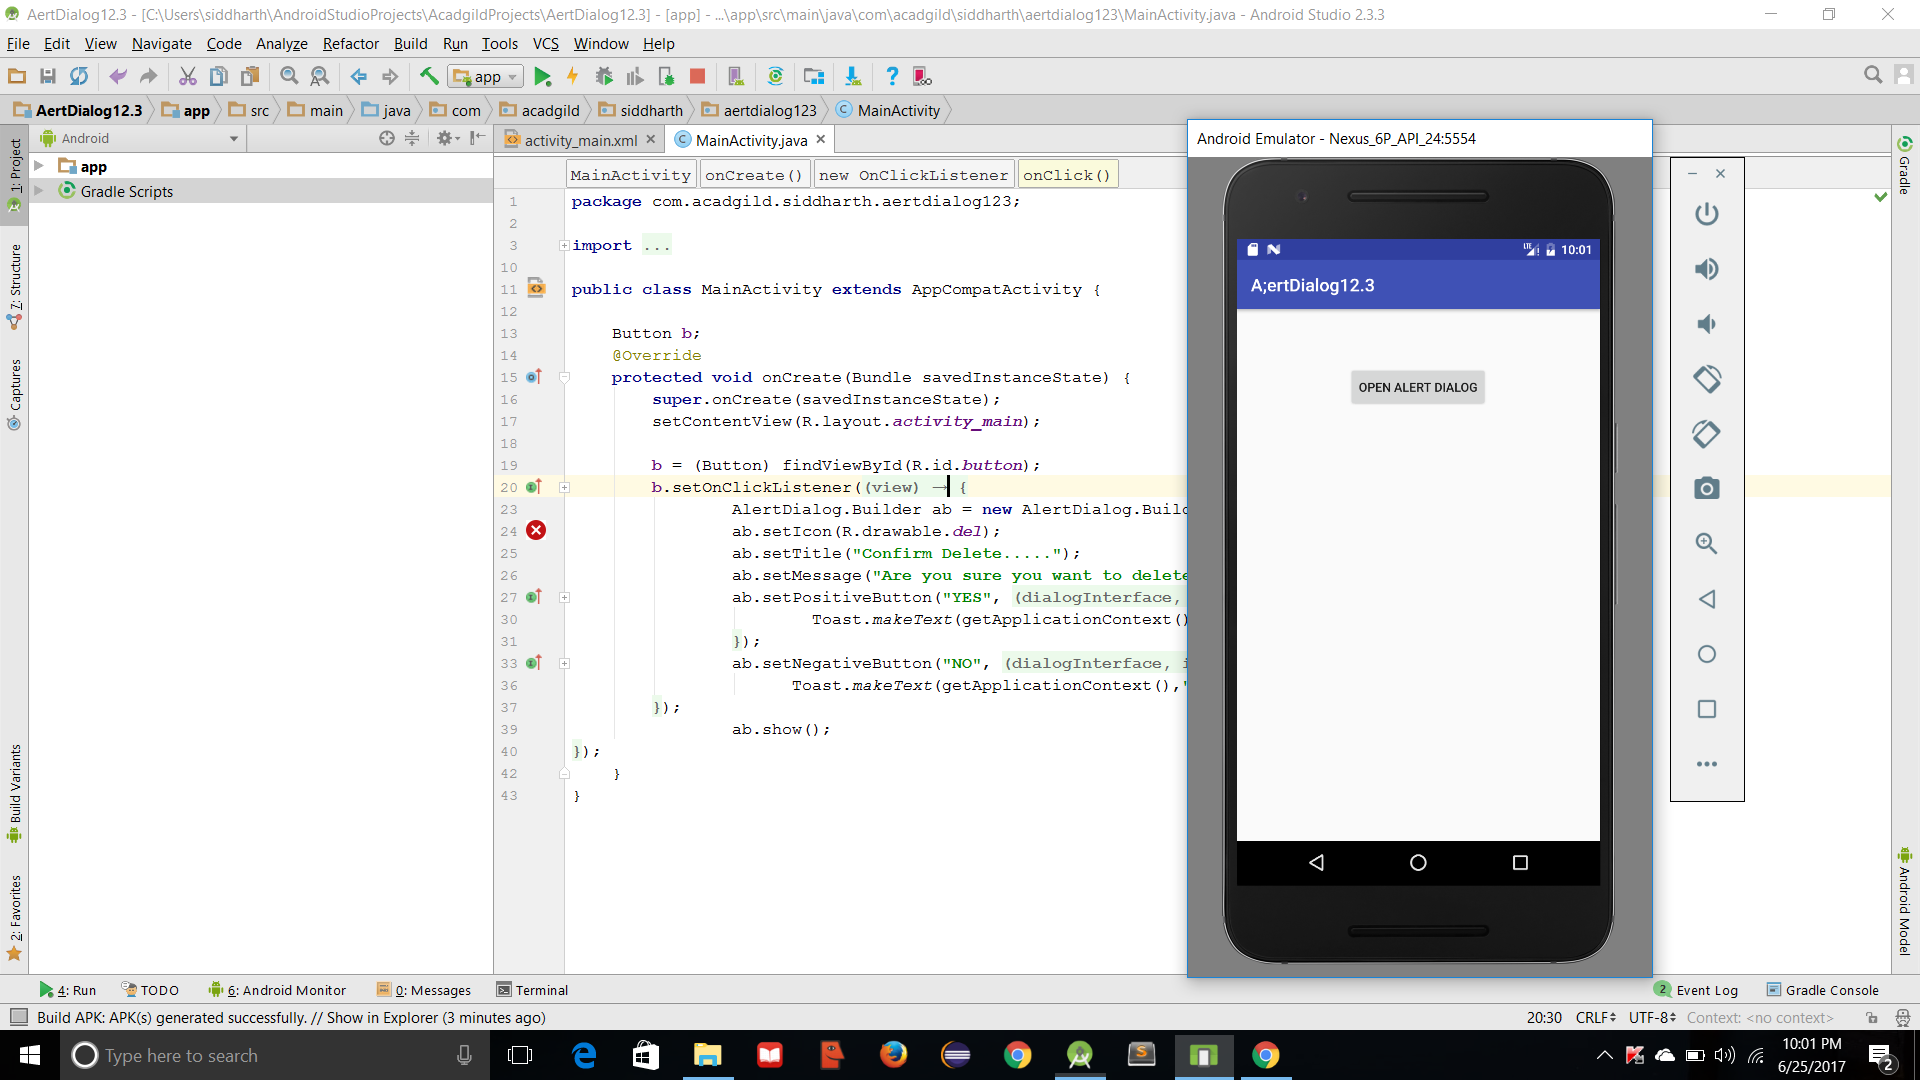 AertDialog12.3 - [C:\Users\siddharth\AndroidStudioProjects\AcadgildProjects\AertDialog12.3] - [app] - ...\app\src\main\java\com\acadgild\siddharth\aertdialog123\MainActivity.java - Android Studio 2.3.3
File Edit View Navigate Code Analyze Refactor Build Run Tools VCS Window Help
app
AertDialog12.3 app src main java com acadgild siddharth aertdialog123 MainActivity
Android
activity_main.xml MainActivity.java
1: Project
7: Structure
Captures
Build Variants
2: Favorites
app
Gradle Scripts
MainActivity onCreate() new OnClickListener onClick()
1 package com.acadgild.siddharth.aertdialog123;
2
3 import ...
10
11 public class MainActivity extends AppCompatActivity {
12
13 Button b;
14 @Override
15 protected void onCreate(Bundle savedInstanceState) {
16 super.onCreate(savedInstanceState);
17 setContentView(R.layout.activity_main);
18
19 b = (Button) findViewById(R.id.button);
20 b.setOnClickListener((view) → {
23 AlertDialog.Builder ab = new AlertDialog.Builc
24 ab.setIcon(R.drawable.del);
25 ab.setTitle("Confirm Delete.....");
26 ab.setMessage("Are you sure you want to delete
27 ab.setPositiveButton("YES", (dialogInterface,
30 Toast.makeText(getApplicationContext()
31 });
33 ab.setNegativeButton("NO", (dialogInterface, i
36 Toast.makeText(getApplicationContext(),"
37 });
39 ab.show();
40 });
42 }
43 }
Android Emulator - Nexus_6P_API_24:5554
LTE 10:01
A;ertDialog12.3
OPEN ALERT DIALOG
Gradle
Android Model
4: Run TODO 6: Android Monitor 0: Messages Terminal 2 Event Log Gradle Console
Build APK: APK(s) generated successfully. // Show in Explorer (3 minutes ago) 20:30 CRLF UTF-8 Context: <no context>
Type here to search
10:01 PM
6/25/2017
2